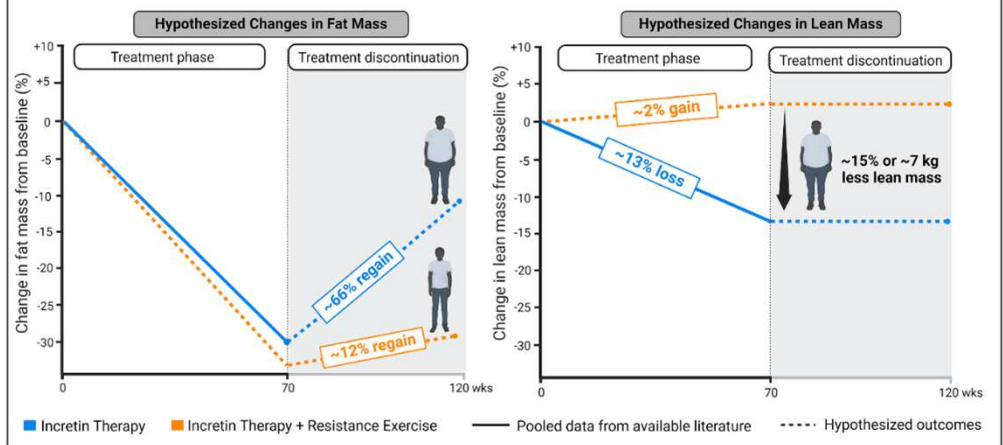 Hypothesized Changes in Fat Mass
Treatment phase
Treatment discontinuation
Change in fat mass from baseline (%)
+10
+5
0
-5
-10
-15
-20
-25
-30
~66% regain
~12% regain
0
70
120 wks
Hypothesized Changes in Lean Mass
Treatment phase
Treatment discontinuation
Change in lean mass from baseline (%)
+10
+5
0
-5
-10
-15
-20
-25
-30
~2% gain
~13% loss
~15% or ~7 kg
less lean mass
0
70
120 wks
Incretin Therapy
Incretin Therapy + Resistance Exercise
Pooled data from available literature
Hypothesized outcomes